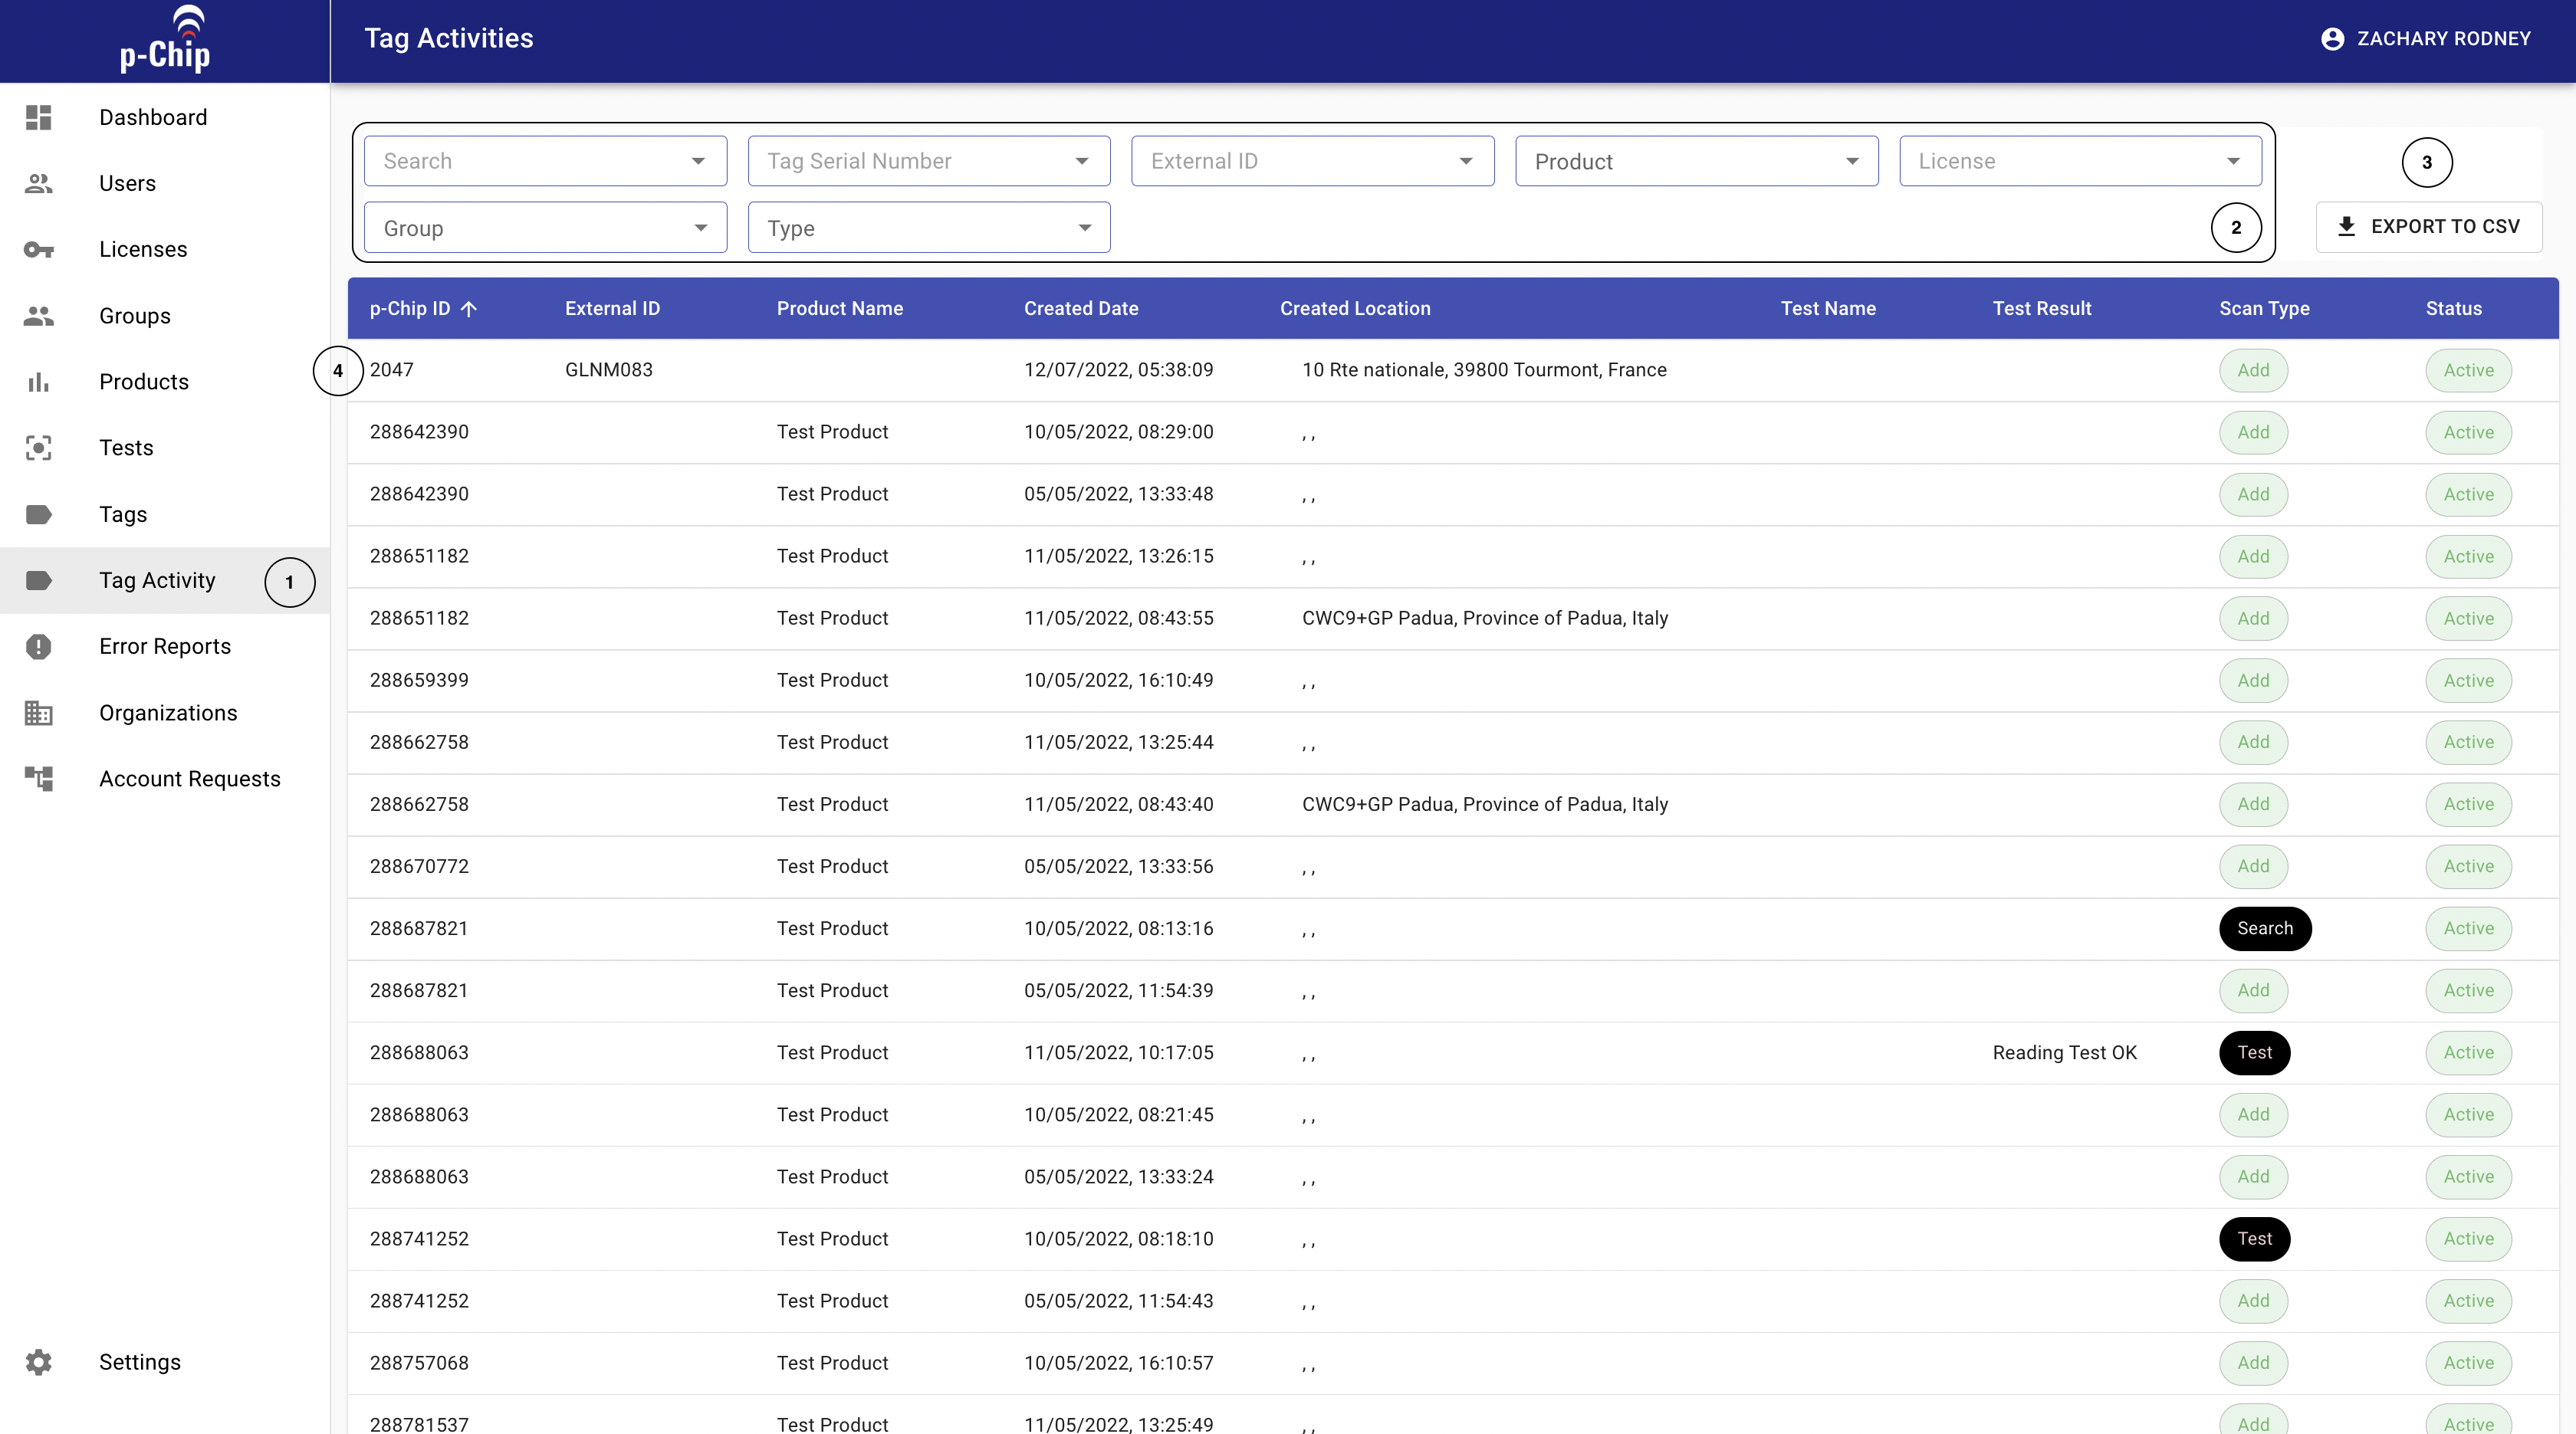 p-Chip
Tag Activities
ZACHARY RODNEY
Dashboard
Users
Licenses
Groups
Products
Tests
Tags
Tag Activity 1
Error Reports
Organizations
Account Requests
Settings
Search Tag Serial Number External ID Product License
Group Type 2
3
EXPORT TO CSV
p-Chip ID External ID Product Name Created Date Created Location Test Name Test Result Scan Type Status
4 2047 GLNM083 12/07/2022, 05:38:09 10 Rte nationale, 39800 Tourmont, France Add Active
288642390 Test Product 10/05/2022, 08:29:00 , , Add Active
288642390 Test Product 05/05/2022, 13:33:48 , , Add Active
288651182 Test Product 11/05/2022, 13:26:15 , , Add Active
288651182 Test Product 11/05/2022, 08:43:55 CWC9+GP Padua, Province of Padua, Italy Add Active
288659399 Test Product 10/05/2022, 16:10:49 , , Add Active
288662758 Test Product 11/05/2022, 13:25:44 , , Add Active
288662758 Test Product 11/05/2022, 08:43:40 CWC9+GP Padua, Province of Padua, Italy Add Active
288670772 Test Product 05/05/2022, 13:33:56 , , Add Active
288687821 Test Product 10/05/2022, 08:13:16 , , Search Active
288687821 Test Product 05/05/2022, 11:54:39 , , Add Active
288688063 Test Product 11/05/2022, 10:17:05 , , Reading Test OK Test Active
288688063 Test Product 10/05/2022, 08:21:45 , , Add Active
288688063 Test Product 05/05/2022, 13:33:24 , , Add Active
288741252 Test Product 10/05/2022, 08:18:10 , , Test Active
288741252 Test Product 05/05/2022, 11:54:43 , , Add Active
288757068 Test Product 10/05/2022, 16:10:57 , , Add Active
288781537 Test Product 11/05/2022, 13:25:49 , , Add Active